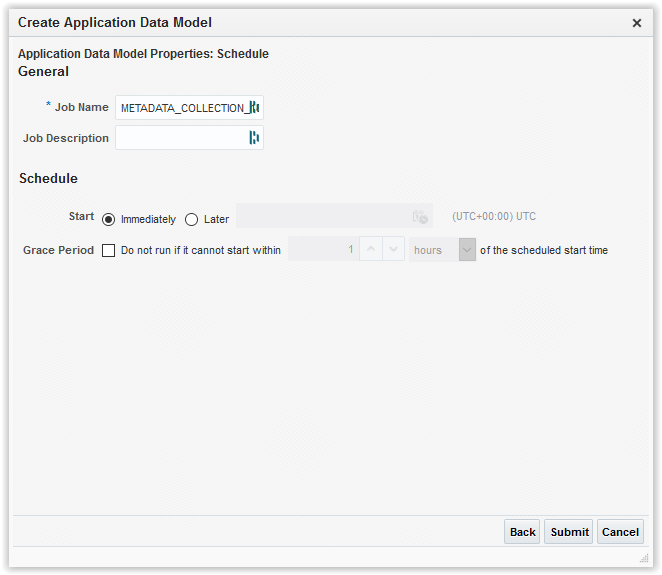 Create Application Data Model
Application Data Model Properties: Schedule
General
* Job Name METADATA_COLLECTION_
Job Description
Schedule
Start Immediately Later (UTC+00:00) UTC
Grace Period Do not run if it cannot start within 1 hours of the scheduled start time
Back Submit Cancel